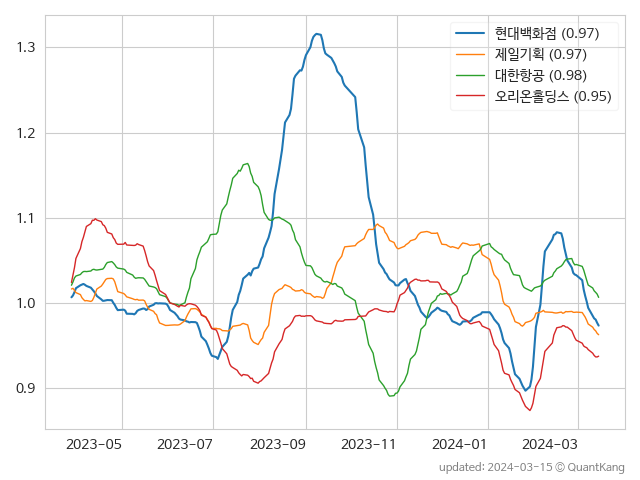 현대백화점 (0.97)
제일기획 (0.97)
대한항공 (0.98)
오리온홀딩스 (0.95)
1.3
1.2
1.1
1.0
0.9
2023-05 2023-07 2023-09 2023-11 2024-01 2024-03
updated: 2024-03-15 © QuantKang